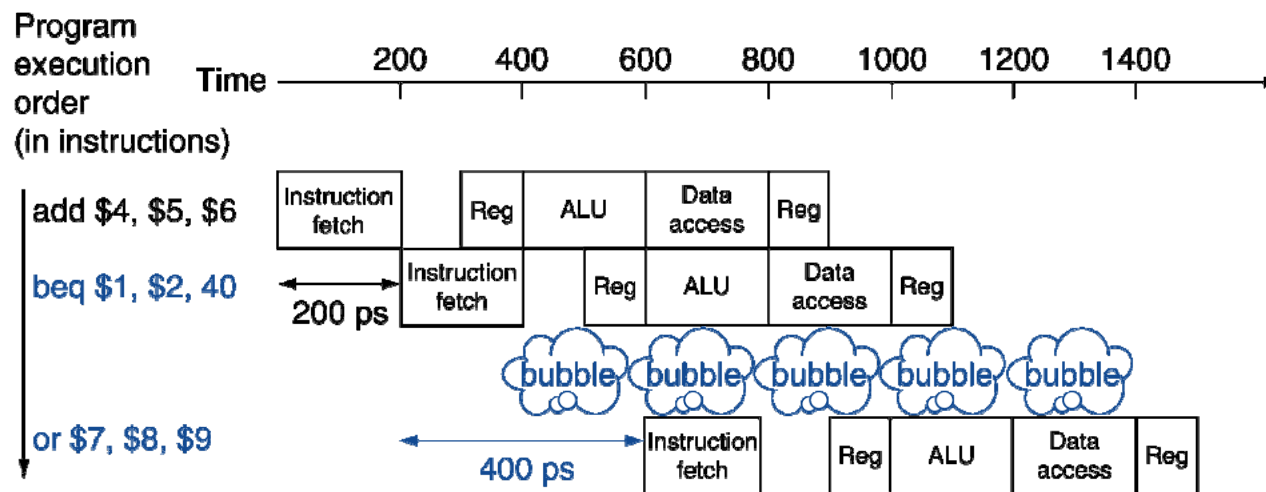 Program
execution
order
(in instructions)
Time
200 400 600 800 1000 1200 1400
add $4, $5, $6
Instruction
fetch
Reg
ALU
Data
access
Reg
beq $1, $2, 40
200 ps
Instruction
fetch
Reg
ALU
Data
access
Reg
bubble bubble bubble bubble bubble
or $7, $8, $9
400 ps
Instruction
fetch
Reg
ALU
Data
access
Reg